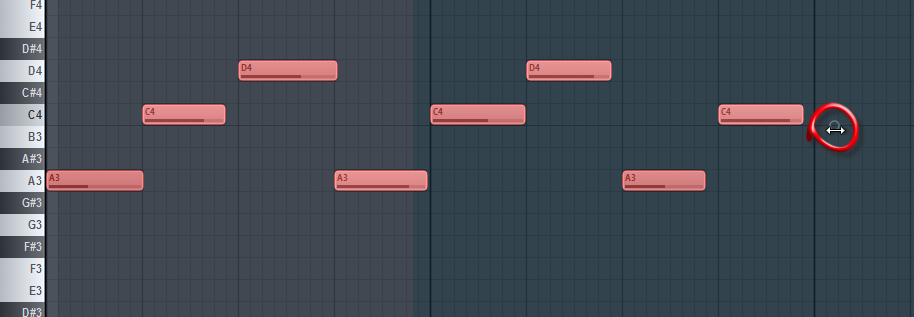 F4
E4
D#4
D4 D4 D4
C#4
C4 C4 C4 C4
B3
A#3
A3 A3 A3 A3
G#3
G3
F#3
F3
E3
D#3